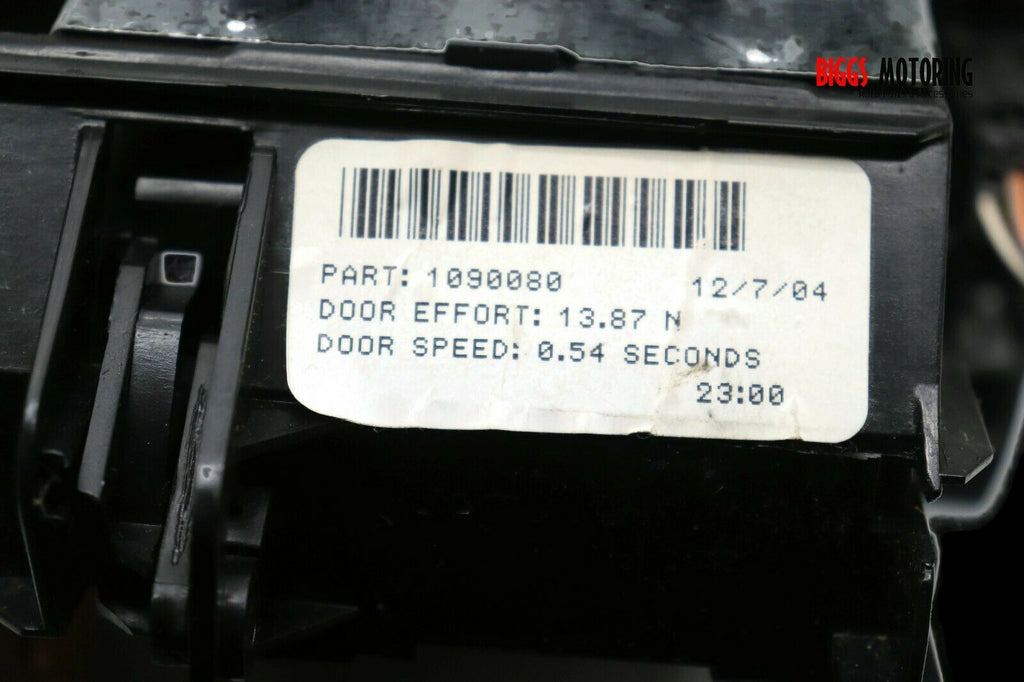 BIGGS MOTORING
PART: 1090080 12/7/04
DOOR EFFORT: 13.87 N
DOOR SPEED: 0.54 SECONDS
23:00